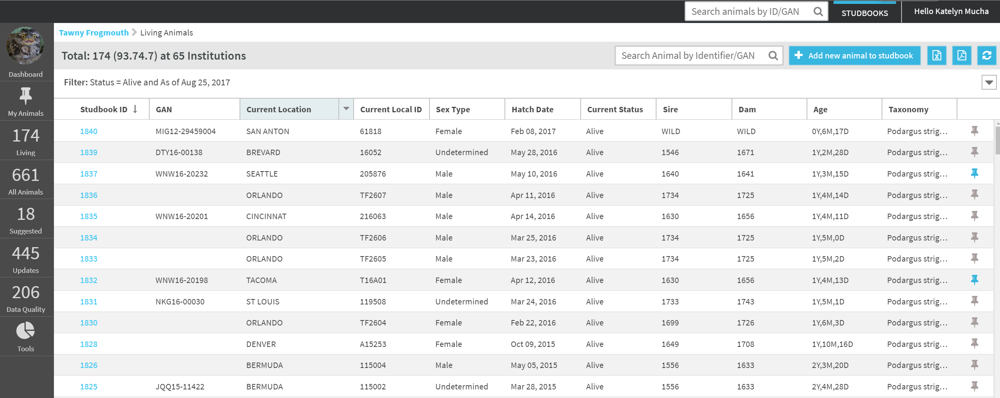 Search animals by ID/GAN
STUDBOOKS
Hello Katelyn Mucha
Dashboard
My Animals
174
Living
661
All Animals
18
Suggested
445
Updates
206
Data Quality
Tools
Tawny Frogmouth > Living Animals
Total: 174 (93.74.7) at 65 Institutions
Search Animal by Identifier/GAN
Add new animal to studbook
Filter: Status = Alive and As of Aug 25, 2017
Studbook ID GAN Current Location Current Local ID Sex Type Hatch Date Current Status Sire Dam Age Taxonomy
1840 MIG12-29459004 SAN ANTON 61818 Female Feb 08, 2017 Alive WILD WILD 0Y,6M,17D Podargus strig...
1839 DTY16-00138 BREVARD 16052 Undetermined May 28, 2016 Alive 1546 1671 1Y,2M,28D Podargus strig...
1837 WNW16-20232 SEATTLE 205876 Male May 10, 2016 Alive 1640 1641 1Y,3M,15D Podargus strig...
1836 ORLANDO TF2607 Male Apr 11, 2016 Alive 1734 1725 1Y,4M,14D Podargus strig...
1835 WNW16-20201 CINCINNAT 216063 Male Apr 14, 2016 Alive 1630 1656 1Y,4M,11D Podargus strig...
1834 ORLANDO TF2606 Male Mar 25, 2016 Alive 1734 1725 1Y,5M,0D Podargus strig...
1833 ORLANDO TF2605 Male Mar 23, 2016 Alive 1734 1725 1Y,5M,2D Podargus strig...
1832 WNW16-20198 TACOMA T16A01 Female Apr 12, 2016 Alive 1630 1656 1Y,4M,13D Podargus strig...
1831 NKG16-00030 ST LOUIS 119508 Undetermined Mar 24, 2016 Alive 1733 1743 1Y,5M,1D Podargus strig...
1830 ORLANDO TF2604 Female Feb 22, 2016 Alive 1699 1726 1Y,6M,3D Podargus strig...
1828 DENVER A15253 Female Oct 09, 2015 Alive 1649 1708 1Y,10M,16D Podargus strig...
1826 BERMUDA 115004 Male May 05, 2015 Alive 1556 1633 2Y,3M,20D Podargus strig...
1825 JQQ15-11422 BERMUDA 115002 Undetermined Mar 28, 2015 Alive 1556 1633 2Y,4M,28D Podargus strig...